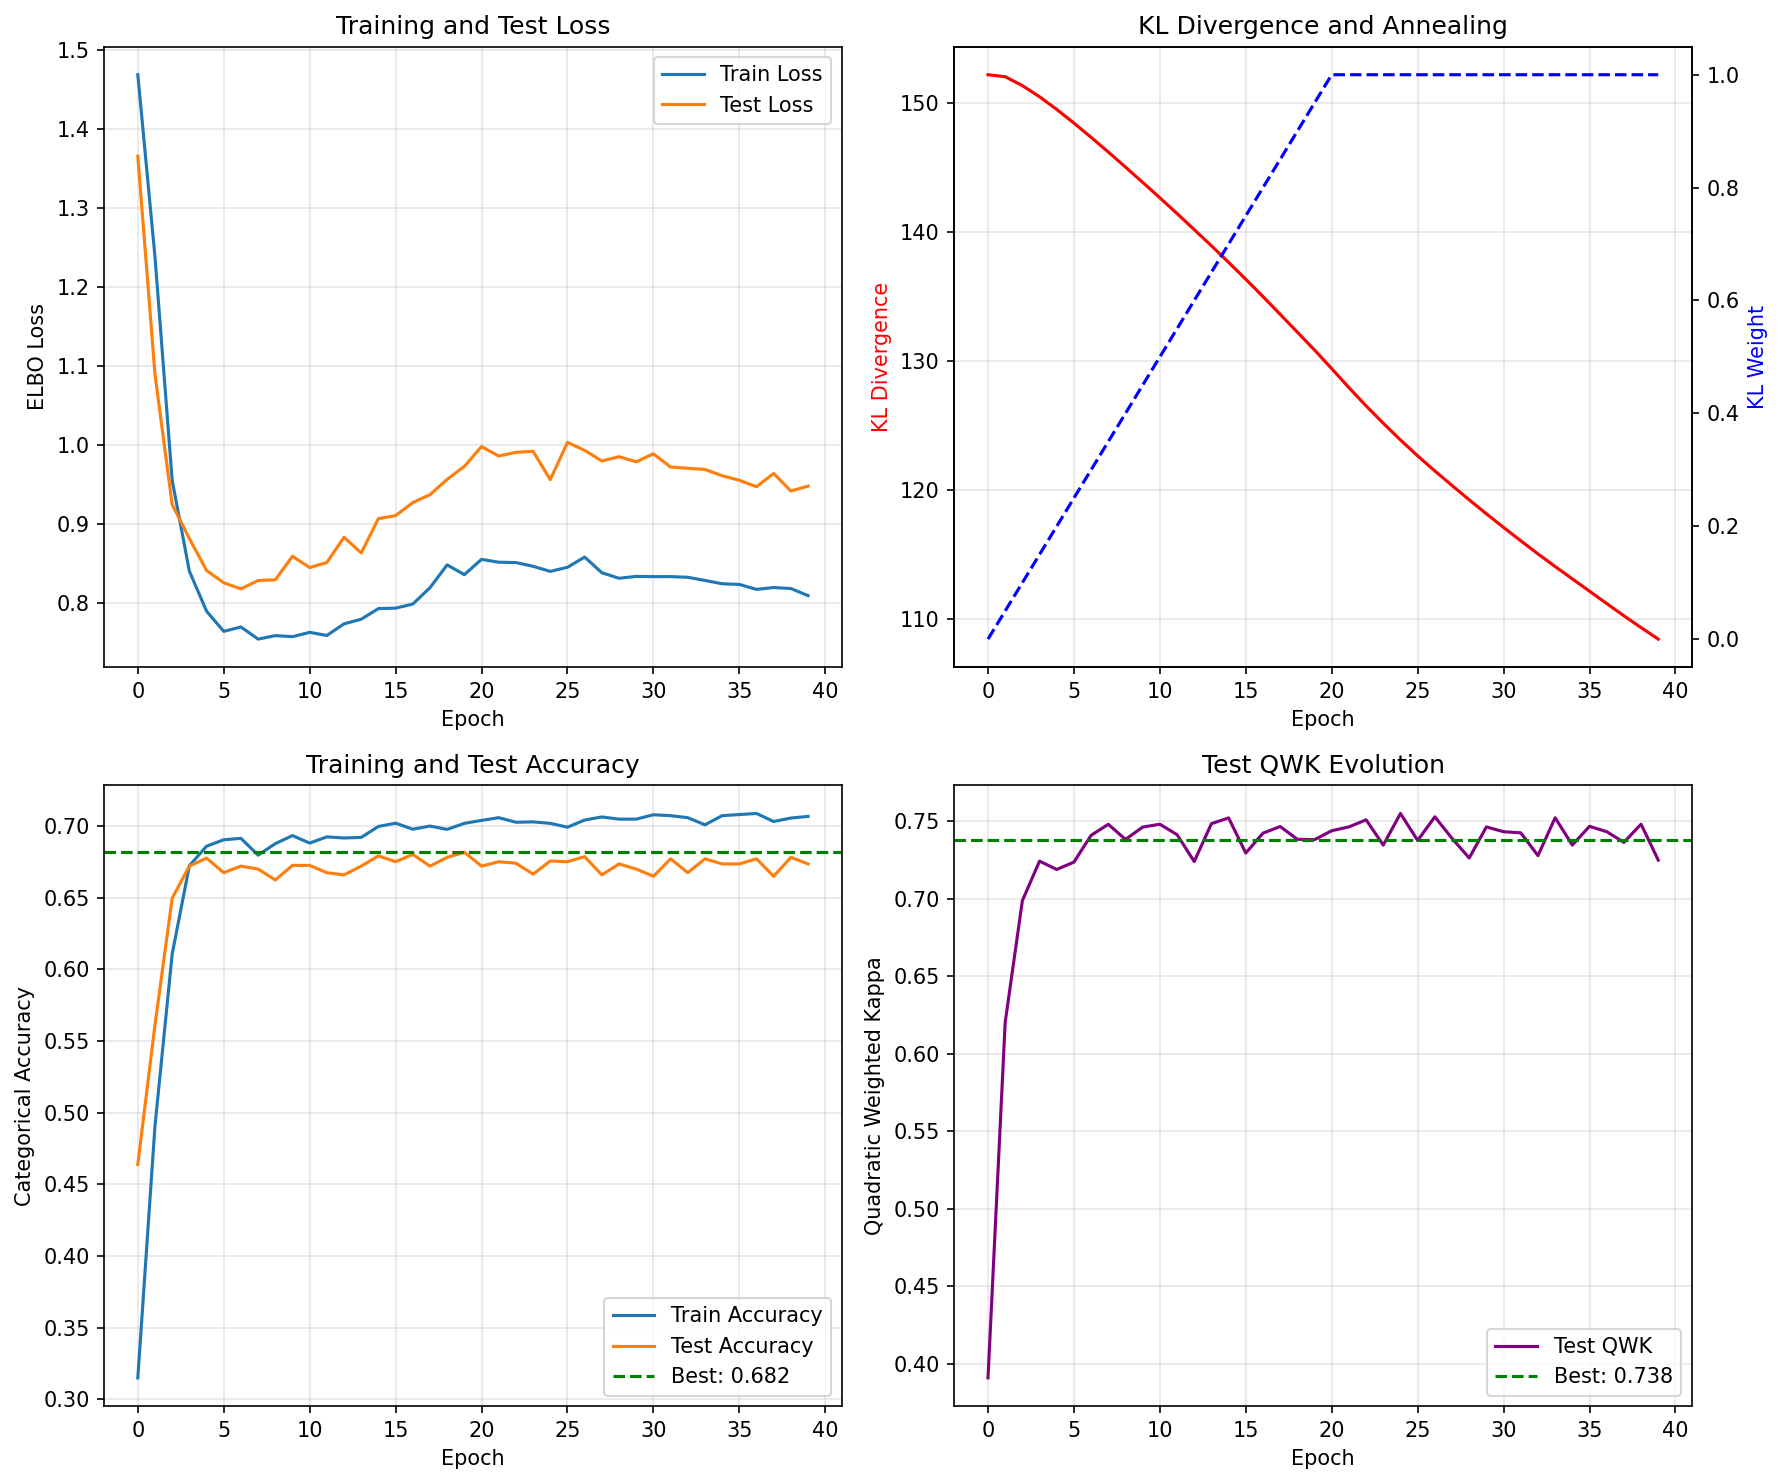 Training and Test Loss
ELBO Loss
1.5
1.4
1.3
1.2
1.1
1.0
0.9
0.8
Train Loss
Test Loss
0 5 10 15 20 25 30 35 40
Epoch
KL Divergence and Annealing
KL Divergence
150
140
130
120
110
1.0
0.8
0.6
0.4
0.2
0.0
KL Weight
0 5 10 15 20 25 30 35 40
Epoch
Training and Test Accuracy
Categorical Accuracy
0.70
0.65
0.60
0.55
0.50
0.45
0.40
0.35
0.30
Train Accuracy
Test Accuracy
Best: 0.682
0 5 10 15 20 25 30 35 40
Epoch
Test QWK Evolution
Quadratic Weighted Kappa
0.75
0.70
0.65
0.60
0.55
0.50
0.45
0.40
Test QWK
Best: 0.738
0 5 10 15 20 25 30 35 40
Epoch